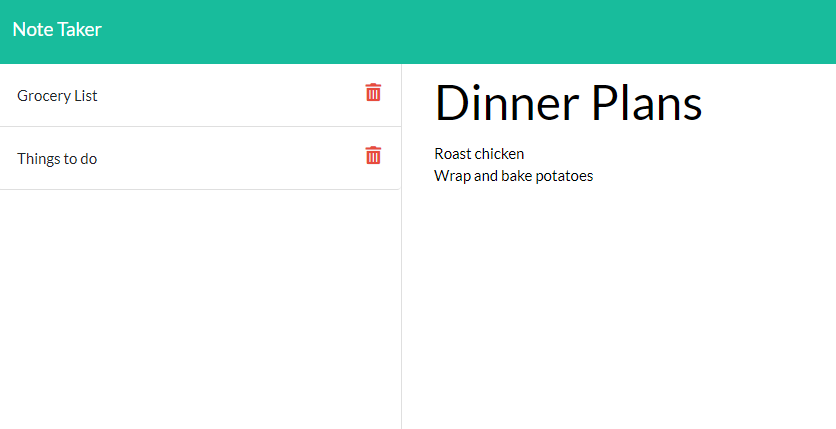 Note Taker
Grocery List
Things to do
Dinner Plans
Roast chicken
Wrap and bake potatoes